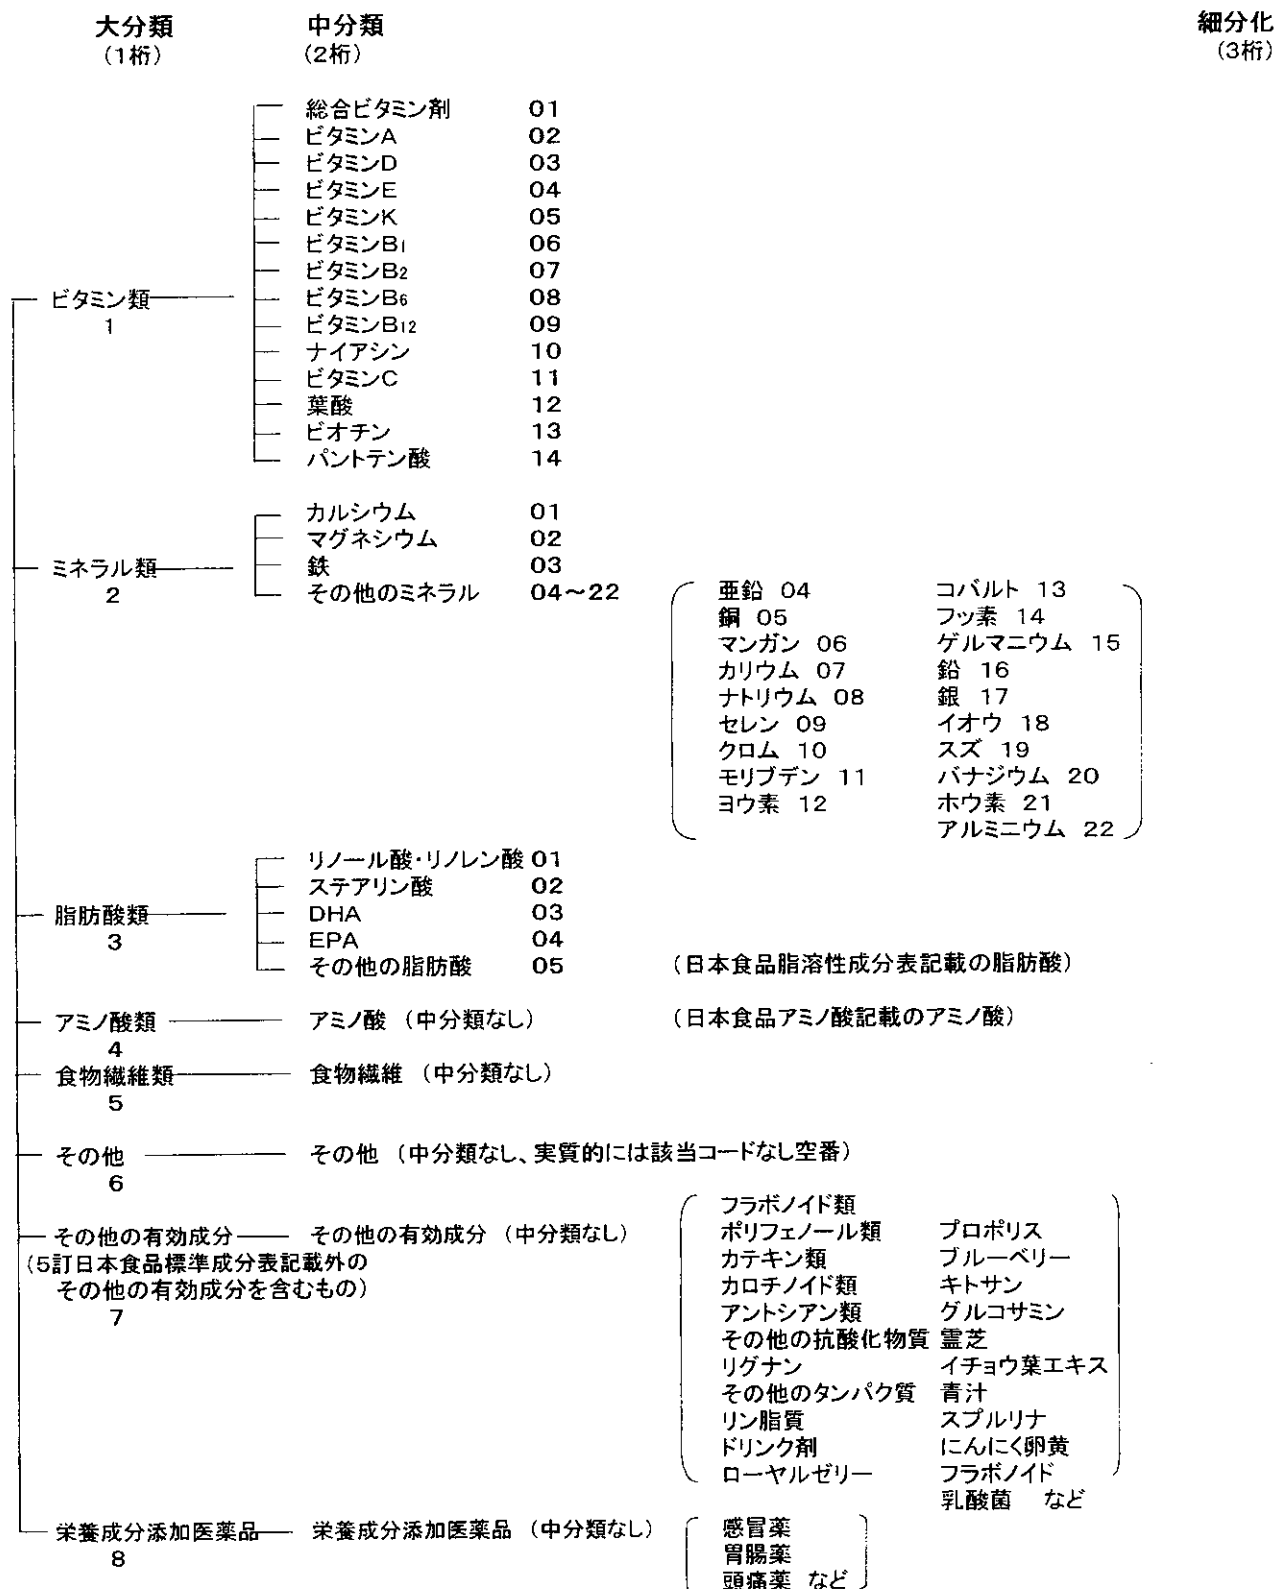 大分類 中分類 細分化
(1桁) (2桁) (3桁)
総合ビタミン剤 01
ビタミンA 02
ビタミンD 03
ビタミンE 04
ビタミンK 05
ビタミンB1 06
ビタミンB2 07
ビタミン類 ビタミンB6 08
1 ビタミンB12 09
ナイアシン 10
ビタミンC 11
葉酸 12
ビオチン 13
パントテン酸 14
カルシウム 01
マグネシウム 02
ミネラル類 鉄 03
2 その他のミネラル 04～22
亜鉛 04 コバルト 13
銅 05 フッ素 14
マンガン 06 ゲルマニウム 15
カリウム 07 鉛 16
ナトリウム 08 銀 17
セレン 09 イオウ 18
クロム 10 スズ 19
モリブデン 11 バナジウム 20
ヨウ素 12 ホウ素 21
アルミニウム 22
リノール酸・リノレン酸 01
ステアリン酸 02
脂肪酸類 DHA 03
3 EPA 04
その他の脂肪酸 05 (日本食品脂溶性成分表記載の脂肪酸)
アミノ酸類 アミノ酸 (中分類なし) (日本食品アミノ酸記載のアミノ酸)
4
食物繊維類 食物繊維 (中分類なし)
5
その他 その他 (中分類なし、実質的には該当コードなし空番)
6
フラボノイド類
その他の有効成分 その他の有効成分 (中分類なし) ポリフェノール類 プロポリス
(5訂日本食品標準成分表記載外の カテキン類 ブルーベリー
その他の有効成分を含むもの) カロチノイド類 キトサン
7 アントシアン類 グルコサミン
その他の抗酸化物質 霊芝
リグナン イチョウ葉エキス
その他のタンパク質 青汁
リン脂質 スプルリナ
ドリンク剤 にんにく卵黄
ローヤルゼリー フラボノイド
乳酸菌 など
栄養成分添加医薬品 栄養成分添加医薬品 (中分類なし) 感冒薬
8 胃腸薬
頭痛薬 など